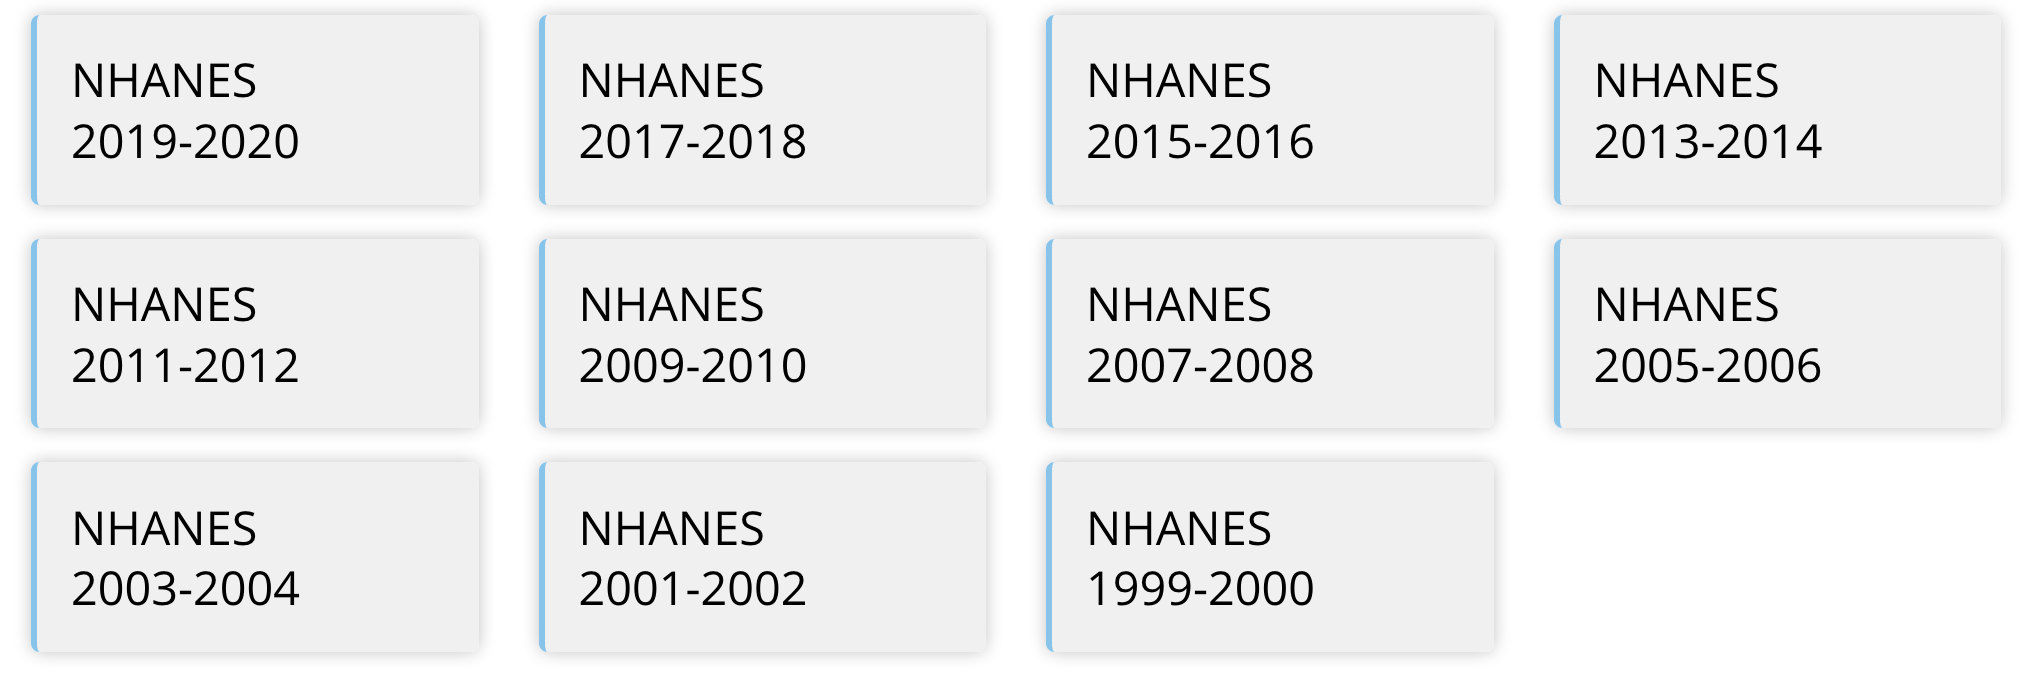 NHANES
2019-2020
NHANES
2017-2018
NHANES
2015-2016
NHANES
2013-2014
NHANES
2011-2012
NHANES
2009-2010
NHANES
2007-2008
NHANES
2005-2006
NHANES
2003-2004
NHANES
2001-2002
NHANES
1999-2000